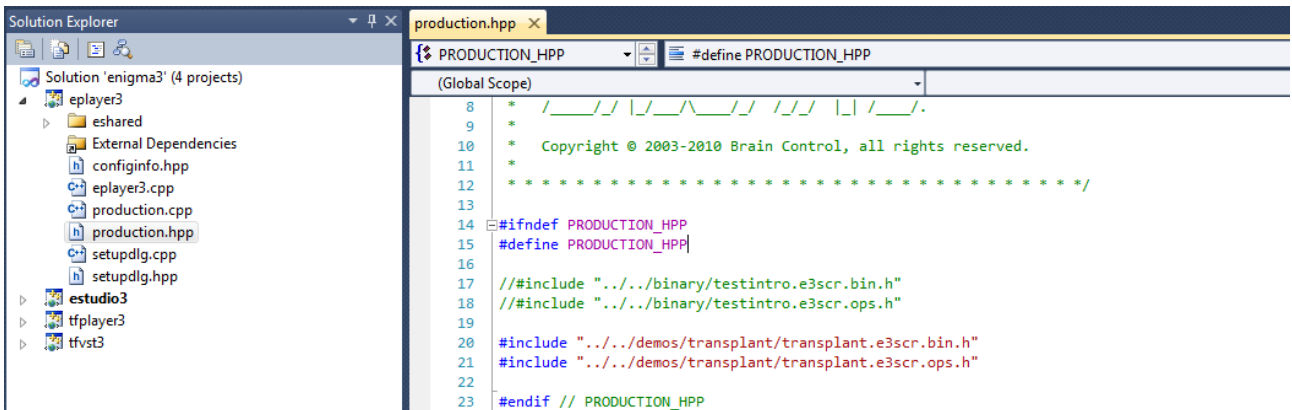 Solution Explorer
Solution 'enigma3' (4 projects)
eplayer3
eshared
External Dependencies
configinfo.hpp
eplayer3.cpp
production.cpp
production.hpp
setupdlg.cpp
setupdlg.hpp
estudio3
tfplayer3
tfvst3
production.hpp
PRODUCTION_HPP
#define PRODUCTION_HPP
(Global Scope)
8 * /_____/_/ |_/___/\____/_/ /_/_/ |_| /____/.
9 *
10 * Copyright © 2003-2010 Brain Control, all rights reserved.
11 *
12 * * * * * * * * * * * * * * * * * * * * * * * * * * * * * * * * * * */
13
14 #ifndef PRODUCTION_HPP
15 #define PRODUCTION_HPP
16
17 //#include "../../binary/testintro.e3scr.bin.h"
18 //#include "../../binary/testintro.e3scr.ops.h"
19
20 #include "../../demos/transplant/transplant.e3scr.bin.h"
21 #include "../../demos/transplant/transplant.e3scr.ops.h"
22
23 #endif // PRODUCTION_HPP